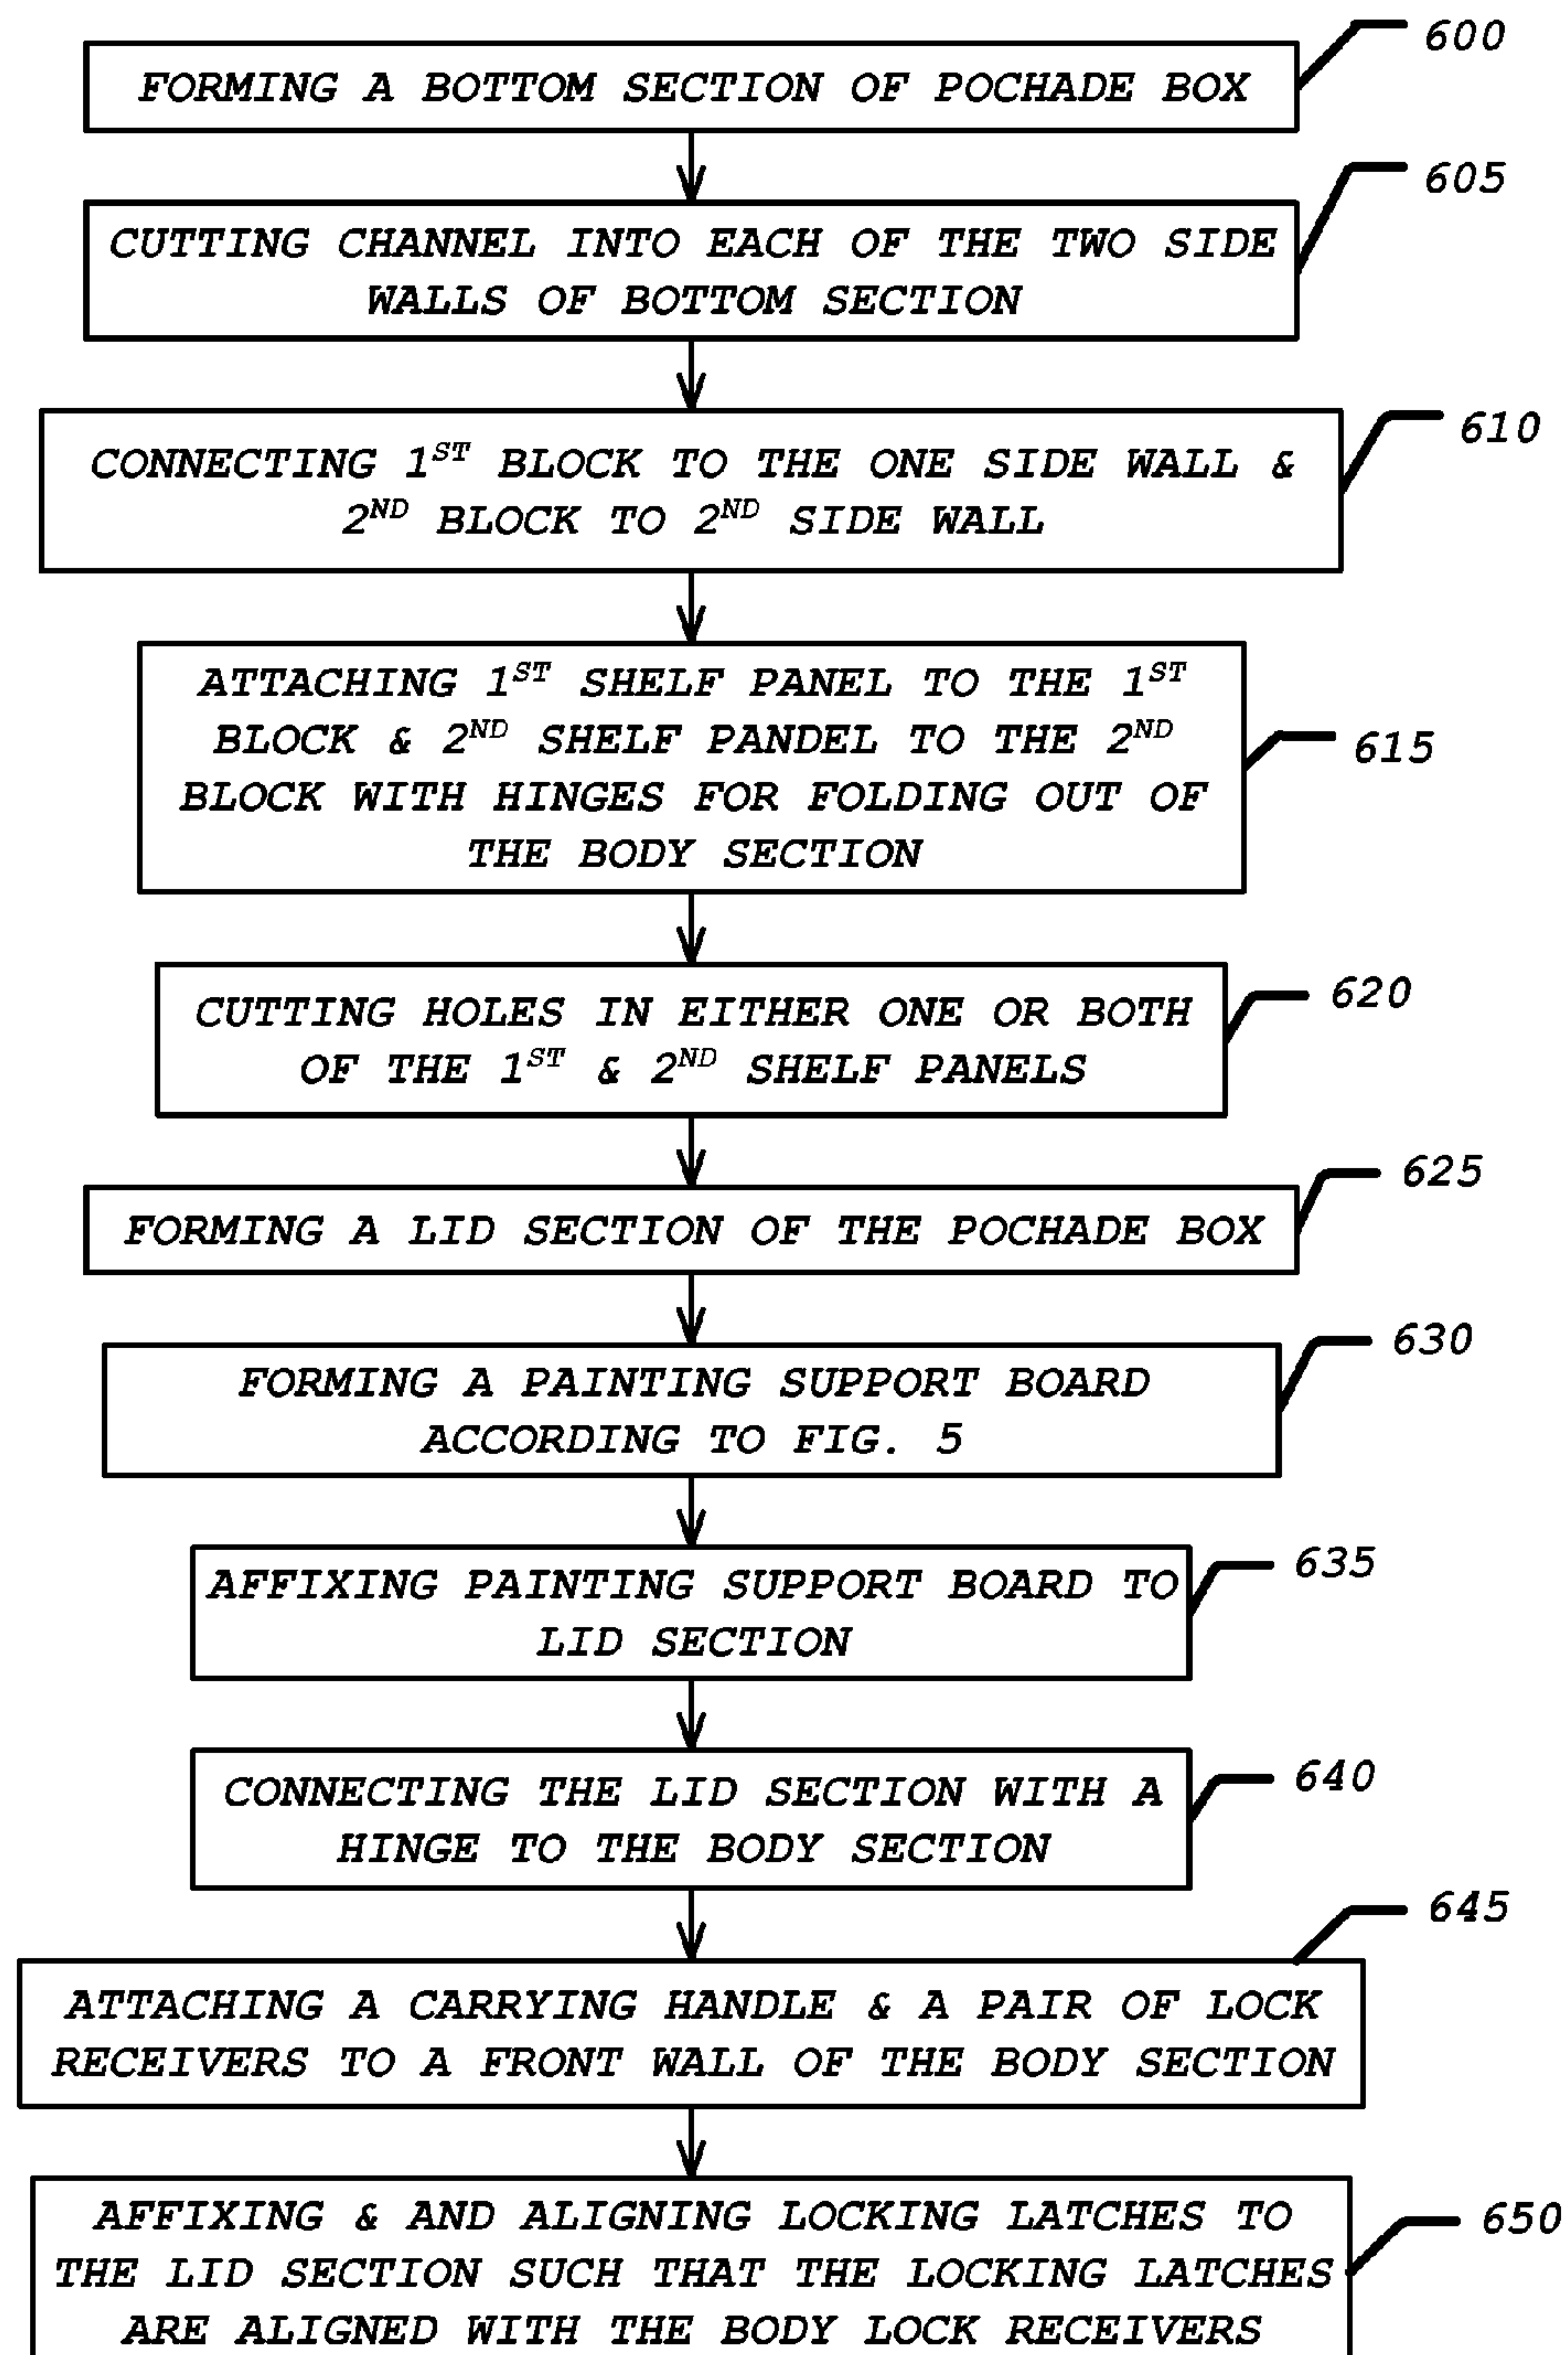 600
FORMING A BOTTOM SECTION OF POCHADE BOX
605
CUTTING CHANNEL INTO EACH OF THE TWO SIDE
WALLS OF BOTTOM SECTION
610
CONNECTING 1ST BLOCK TO THE ONE SIDE WALL &
2ND BLOCK TO 2ND SIDE WALL
ATTACHING 1ST SHELF PANEL TO THE 1ST
BLOCK & 2ND SHELF PANDEL TO THE 2ND
615
BLOCK WITH HINGES FOR FOLDING OUT OF
THE BODY SECTION
620
CUTTING HOLES IN EITHER ONE OR BOTH
OF THE 1ST & 2ND SHELF PANELS
625
FORMING A LID SECTION OF THE POCHADE BOX
630
FORMING A PAINTING SUPPORT BOARD
ACCORDING TO FIG. 5
635
AFFIXING PAINTING SUPPORT BOARD TO
LID SECTION
640
CONNECTING THE LID SECTION WITH A
HINGE TO THE BODY SECTION
645
ATTACHING A CARRYING HANDLE & A PAIR OF LOCK
RECEIVERS TO A FRONT WALL OF THE BODY SECTION
650
AFFIXING & AND ALIGNING LOCKING LATCHES TO
THE LID SECTION SUCH THAT THE LOCKING LATCHES
ARE ALIGNED WITH THE BODY LOCK RECEIVERS